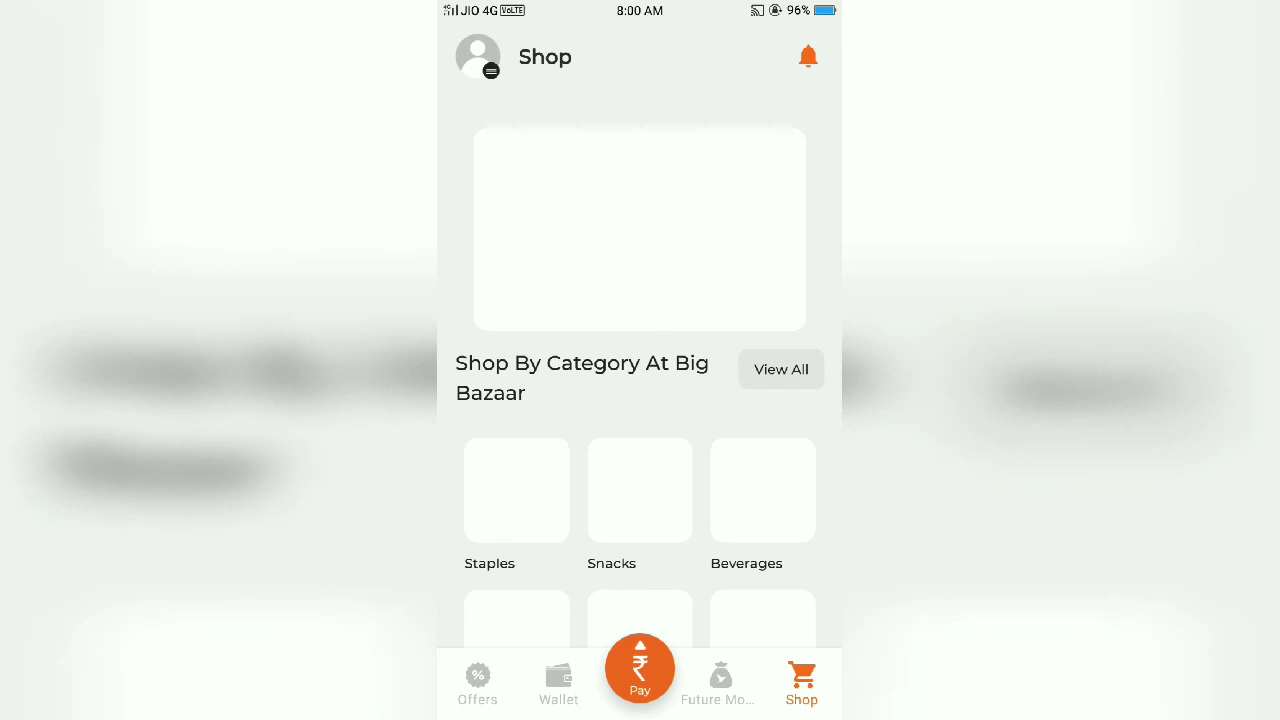 JIO 4G VoLTE 8:00 AM 96%
Shop
Shop By Category At Big
Bazaar
View All
Staples Snacks Beverages
Offers Wallet Pay Future Mo... Shop